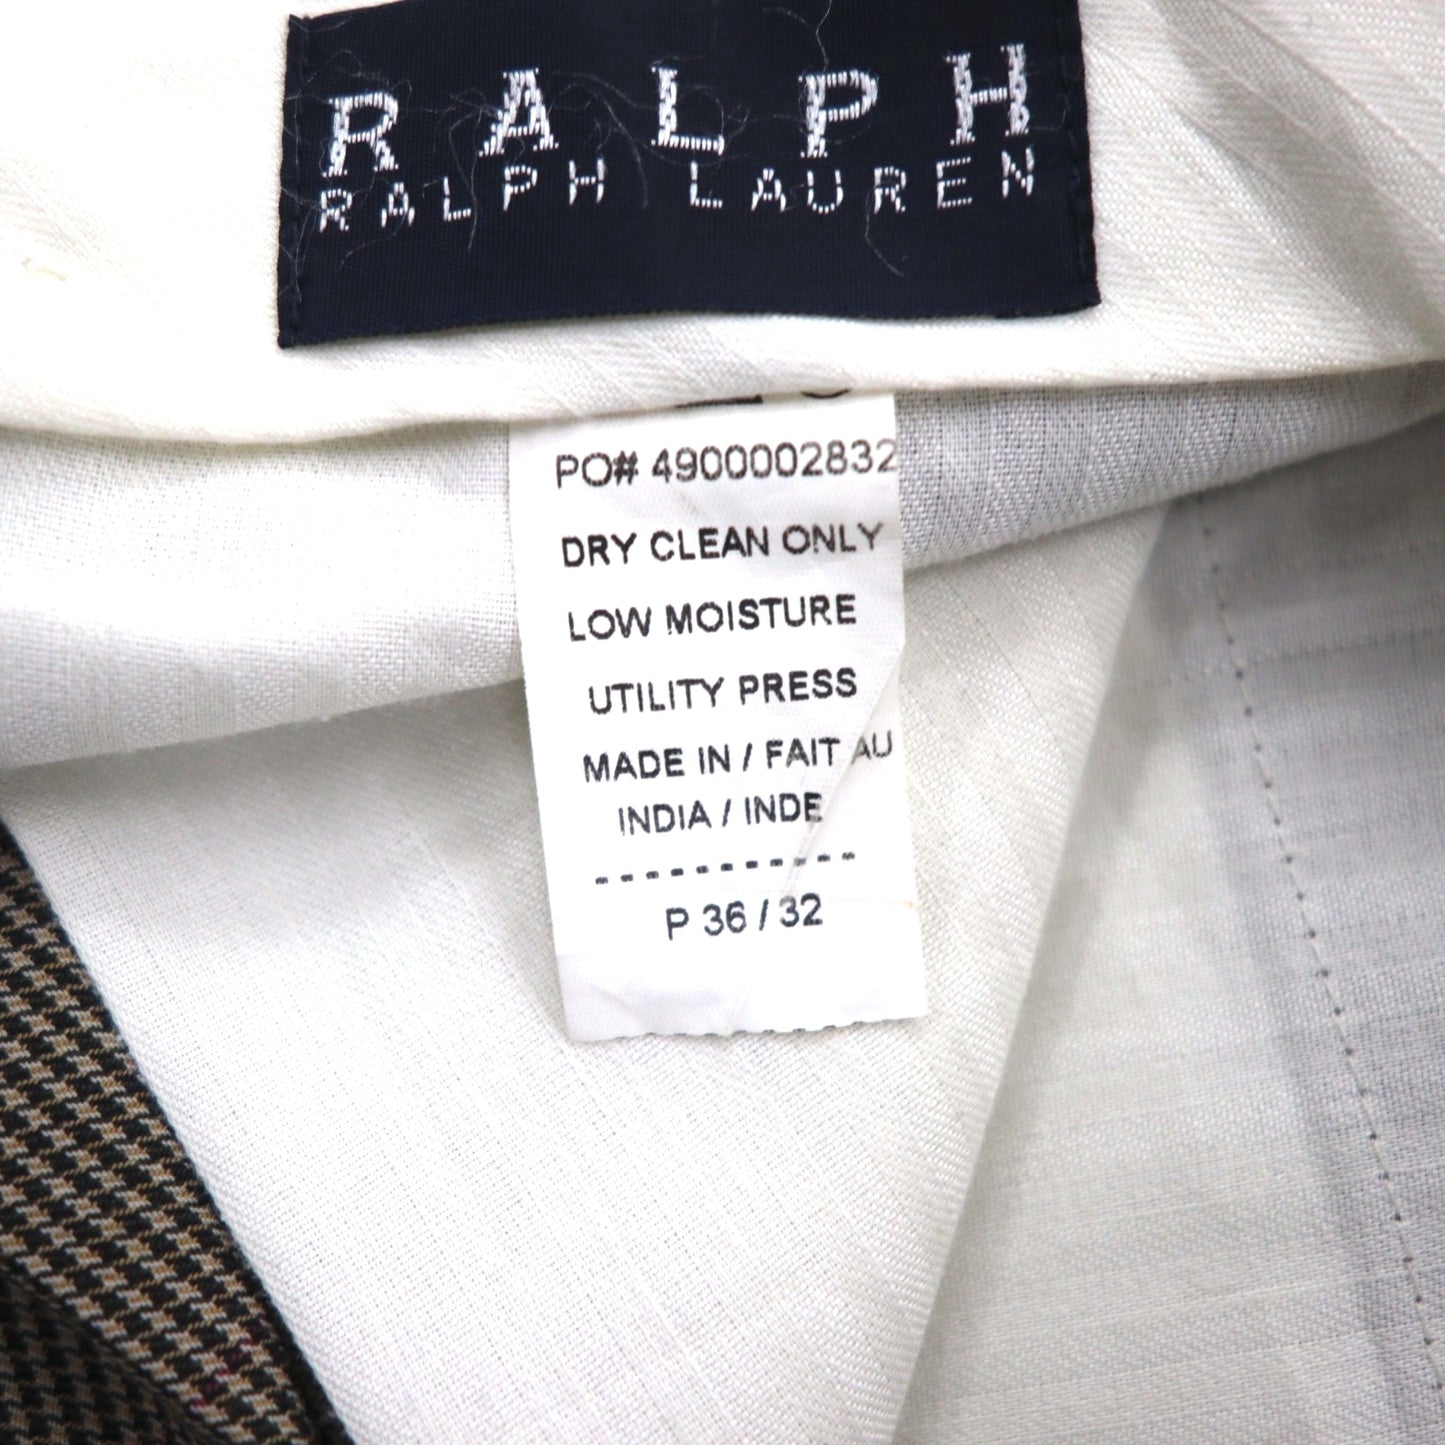 RALPH
RALPH LAUREN
PO# 4900002832
DRY CLEAN ONLY
LOW MOISTURE
UTILITY PRESS
MADE IN / FAIT AU
INDIA / INDE
-----------
P 36 / 32